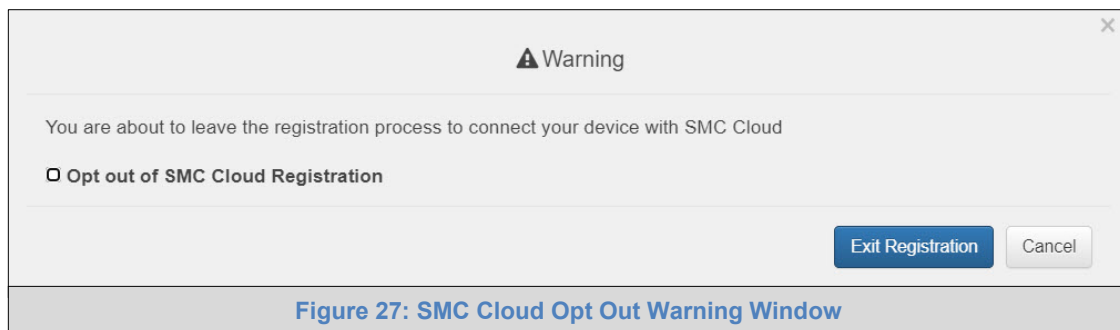 Warning
You are about to leave the registration process to connect your device with SMC Cloud
Opt out of SMC Cloud Registration
Exit Registration Cancel
Figure 27: SMC Cloud Opt Out Warning Window